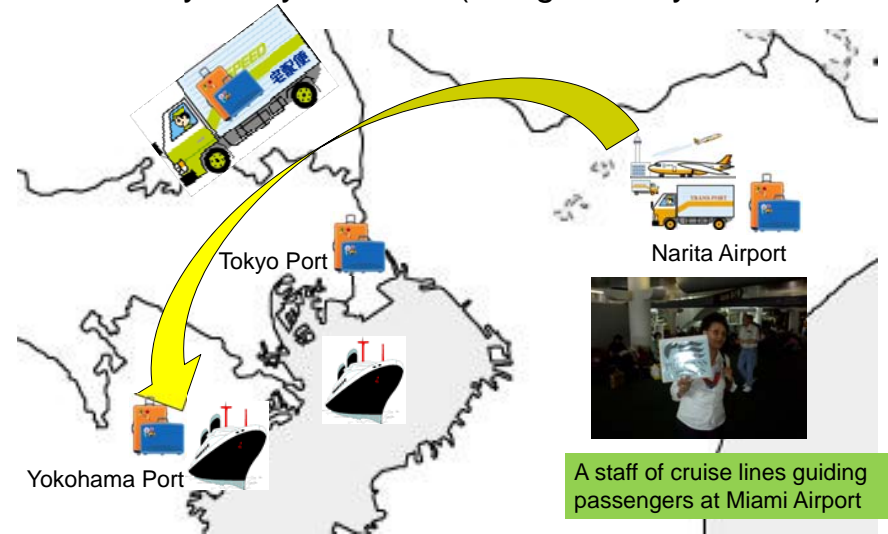 SPEED
宅配便
TRANSPORT
Narita Airport
Tokyo Port
Yokohama Port
A staff of cruise lines guiding
passengers at Miami Airport